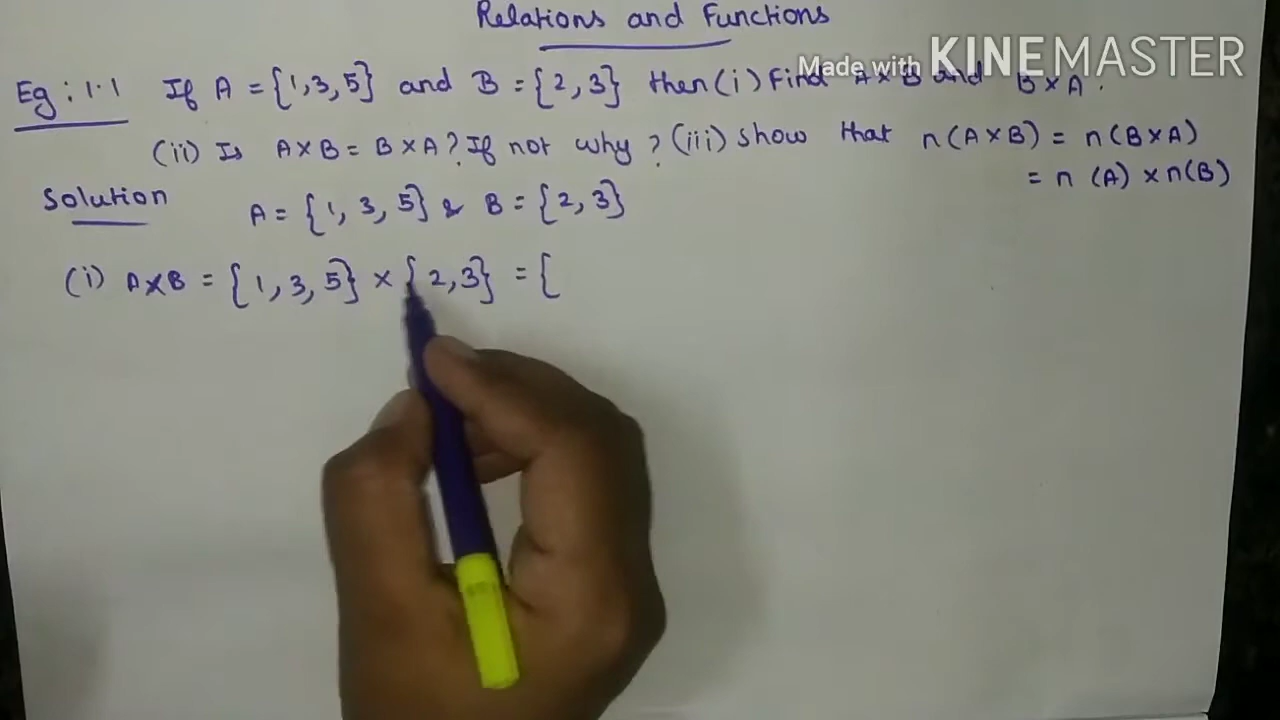 Relations and Functions
Made with KINEMASTER
Eg : 1.1 If A = {1,3,5} and B = {2,3} then (i) Find A×B and B×A.
(ii) Is A×B = B×A? If not why? (iii) Show that n(A×B) = n(B×A)
= n (A) × n(B)
Solution
A = {1, 3, 5} & B = {2, 3}
(i) A×B = {1, 3, 5} × {2,3} = {